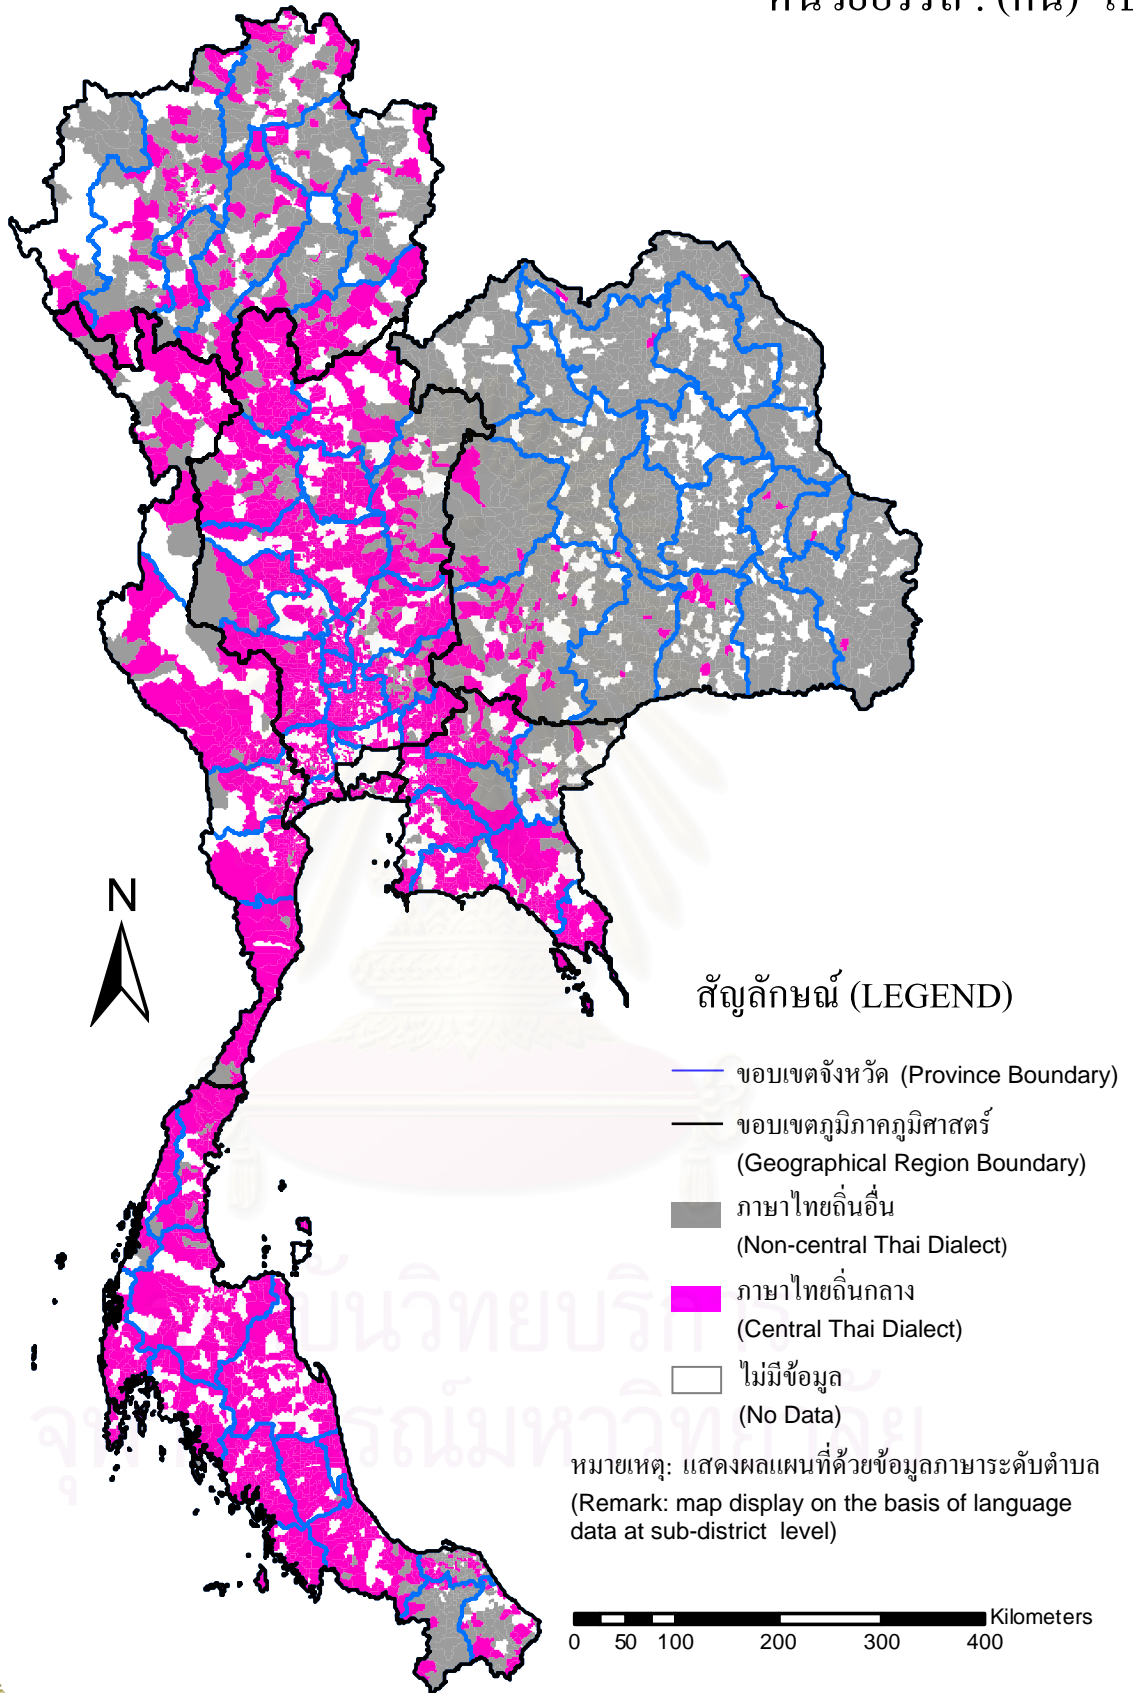 N
สัญลักษณ์ (LEGEND)
ขอบเขตจังหวัด (Province Boundary)
ขอบเขตภูมิภาคภูมิศาสตร์
(Geographical Region Boundary)
ภาษาไทยถิ่นอื่น
(Non-central Thai Dialect)
ภาษาไทยถิ่นกลาง
(Central Thai Dialect)
ไม่มีข้อมูล
(No Data)
หมายเหตุ: แสดงผลแผนที่ด้วยข้อมูลภาษาระดับตำบล
(Remark: map display on the basis of language
data at sub-district level)
Kilometers
0 50 100 200 300 400